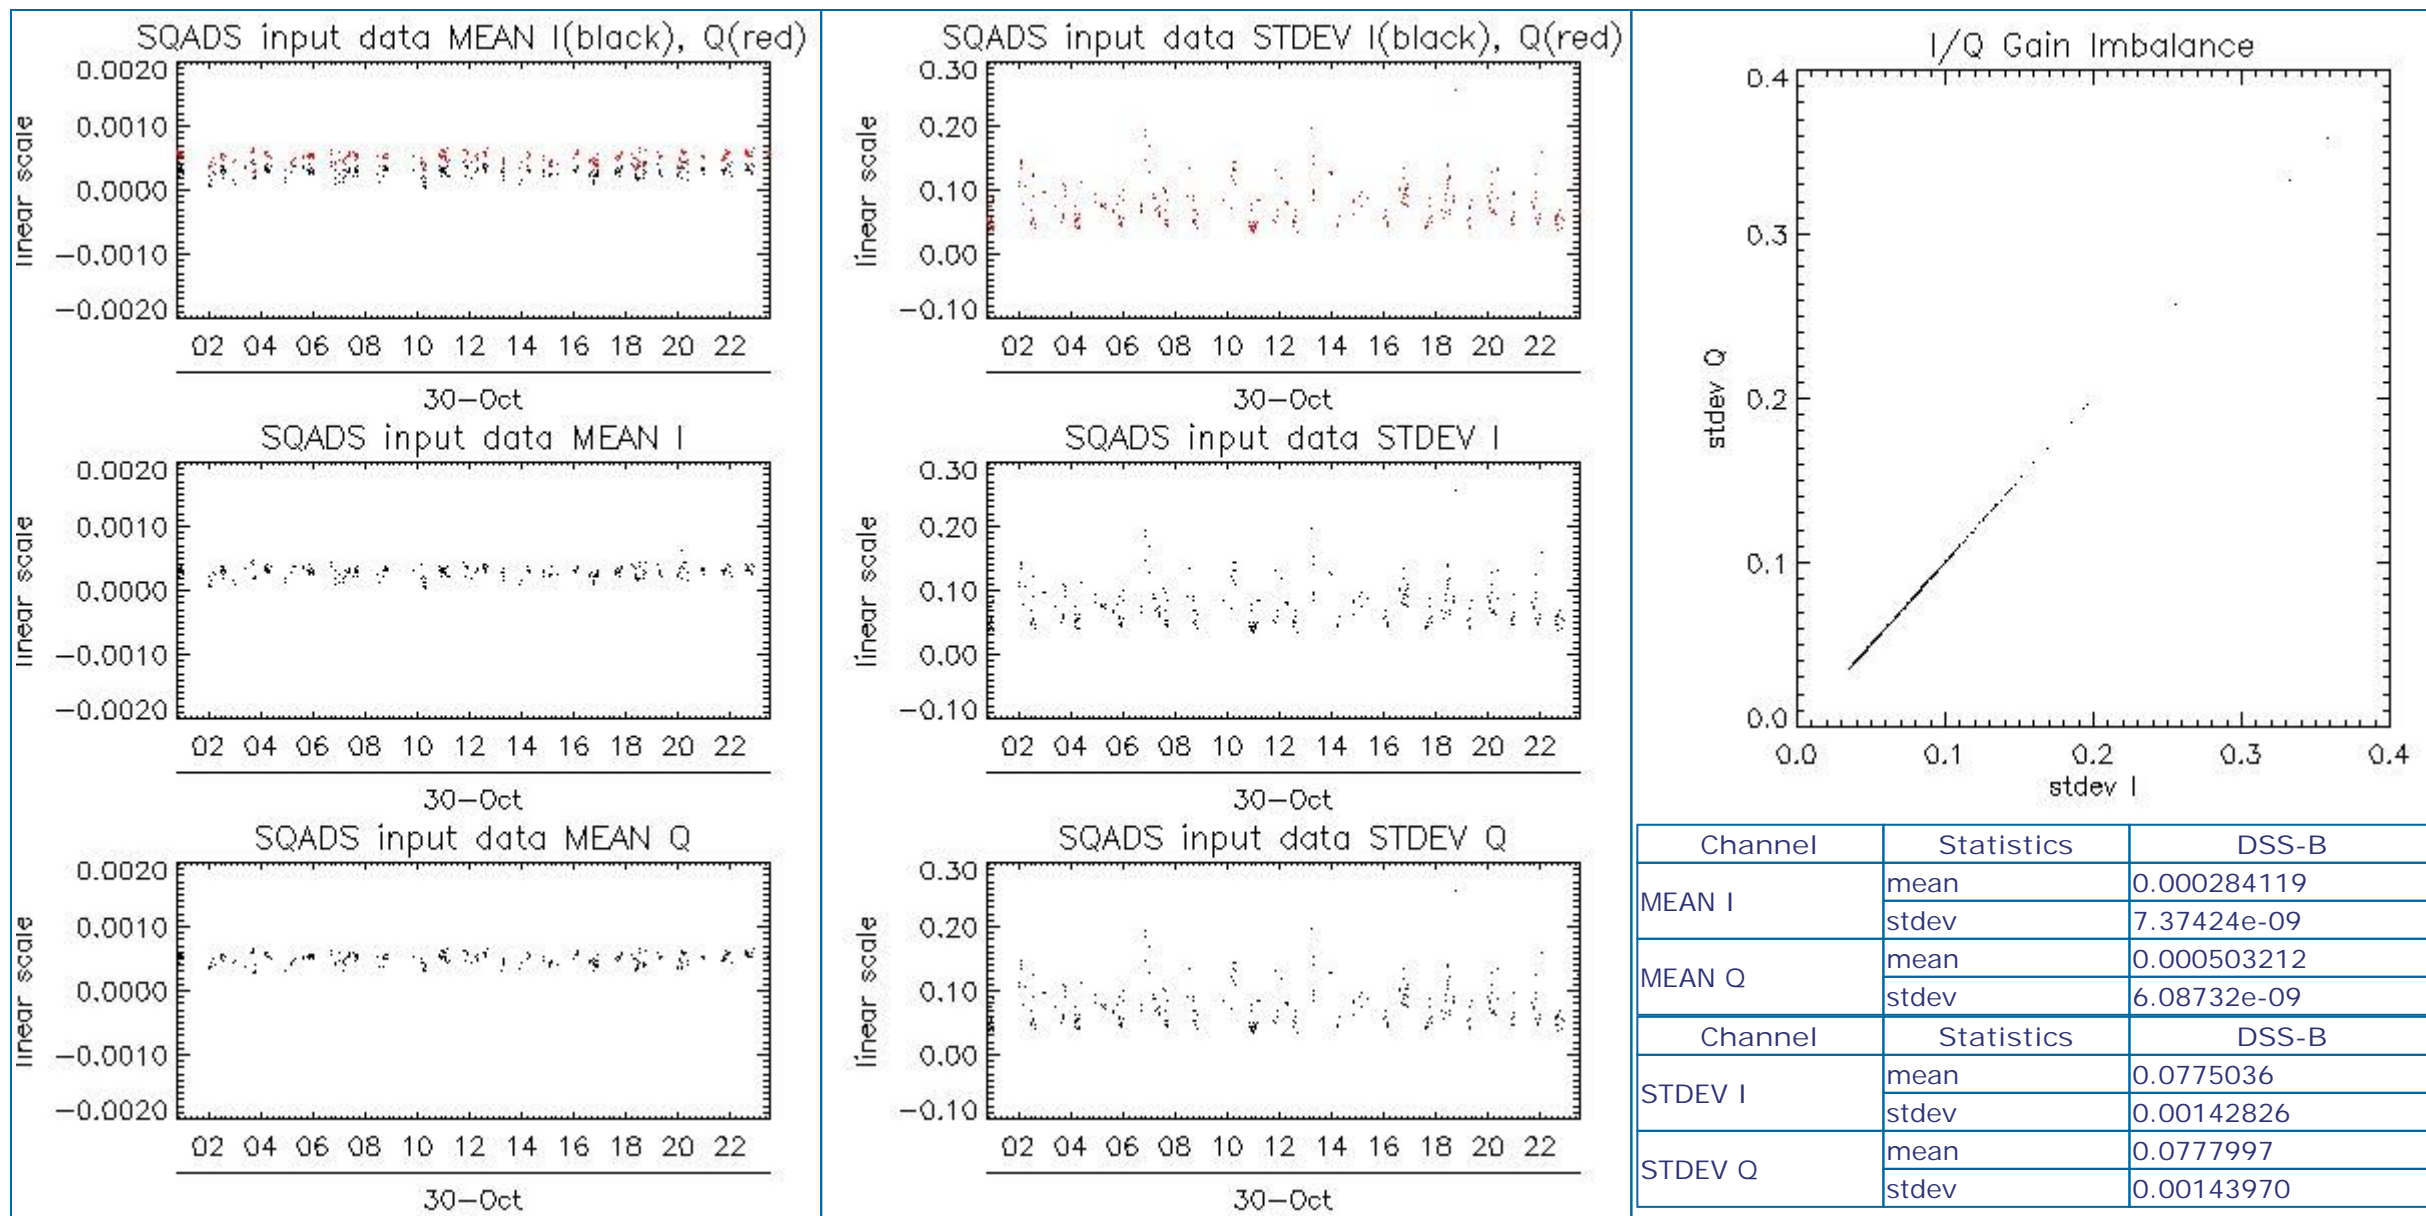 SQADS input data MEAN I(black), Q(red)
linear scale
0.0020
0.0010
0.0000
-0.0010
-0.0020
02 04 06 08 10 12 14 16 18 20 22
30-Oct
SQADS input data MEAN I
linear scale
0.0020
0.0010
0.0000
-0.0010
-0.0020
02 04 06 08 10 12 14 16 18 20 22
30-Oct
SQADS input data MEAN Q
linear scale
0.0020
0.0010
0.0000
-0.0010
-0.0020
02 04 06 08 10 12 14 16 18 20 22
30-Oct
SQADS input data STDEV I(black), Q(red)
linear scale
0.30
0.20
0.10
0.00
-0.10
02 04 06 08 10 12 14 16 18 20 22
30-Oct
SQADS input data STDEV I
linear scale
0.30
0.20
0.10
0.00
-0.10
02 04 06 08 10 12 14 16 18 20 22
30-Oct
SQADS input data STDEV Q
linear scale
0.30
0.20
0.10
0.00
-0.10
02 04 06 08 10 12 14 16 18 20 22
30-Oct
I/Q Gain Imbalance
stdev Q
0.4
0.3
0.2
0.1
0.0
0.0 0.1 0.2 0.3 0.4
stdev I
Channel Statistics DSS-B
MEAN I
mean 0.000284119
stdev 7.37424e-09
MEAN Q
mean 0.000503212
stdev 6.08732e-09
Channel Statistics DSS-B
STDEV I
mean 0.0775036
stdev 0.00142826
STDEV Q
mean 0.0777997
stdev 0.00143970